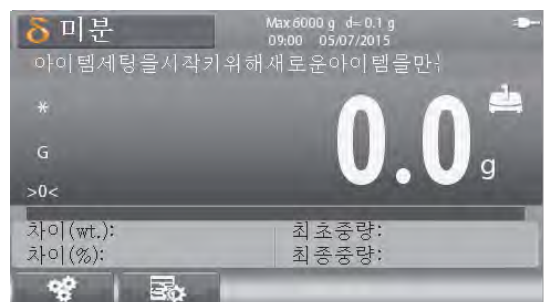 δ 미분
Max 6000 g d= 0.1 g
09:00 05/07/2015
아이템세팅을시작키위해새로운아이템을만
*
G
>0<
0.0 g
차이(wt.): 최초중량:
차이(%): 최종중량: